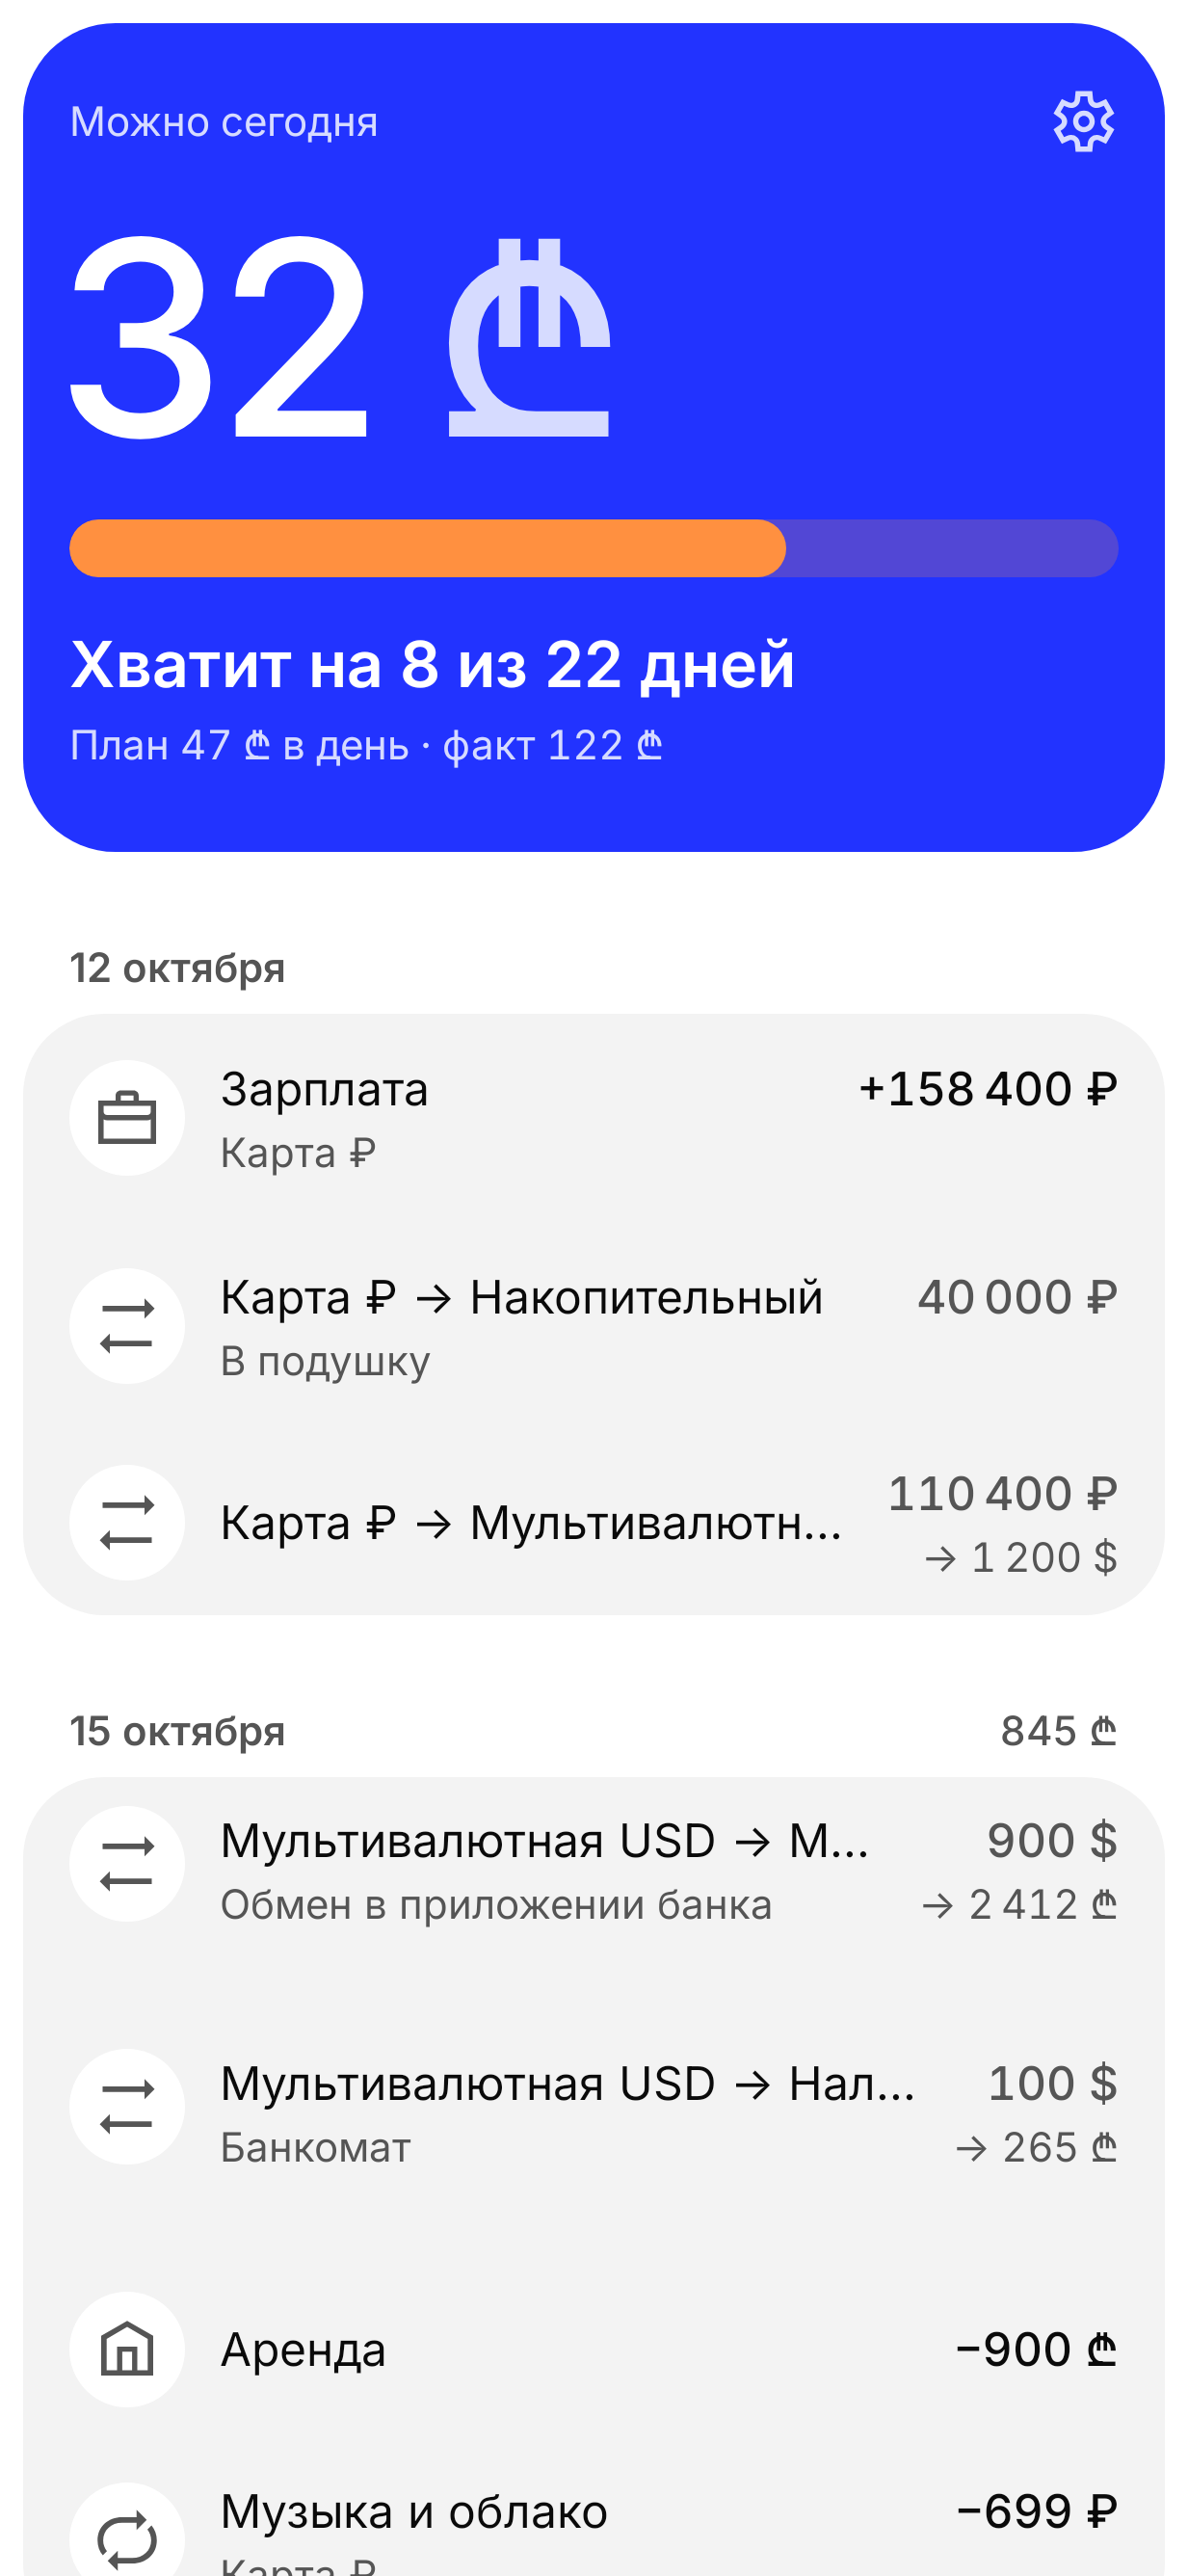 Можно сегодня
32 ₾
Хватит на 8 из 22 дней
План 47 ₾ в день · факт 122 ₾
12 октября
Зарплата +158 400 ₽
Карта ₽
Карта ₽ → Накопительный 40 000 ₽
В подушку
Карта ₽ → Мультивалютн... 110 400 ₽
→ 1 200 $
15 октября 845 ₾
Мультивалютная USD → М... 900 $
Обмен в приложении банка → 2 412 ₾
Мультивалютная USD → Нал... 100 $
Банкомат → 265 ₾
Аренда −900 ₾
Музыка и облако −699 ₽
Карта ₽